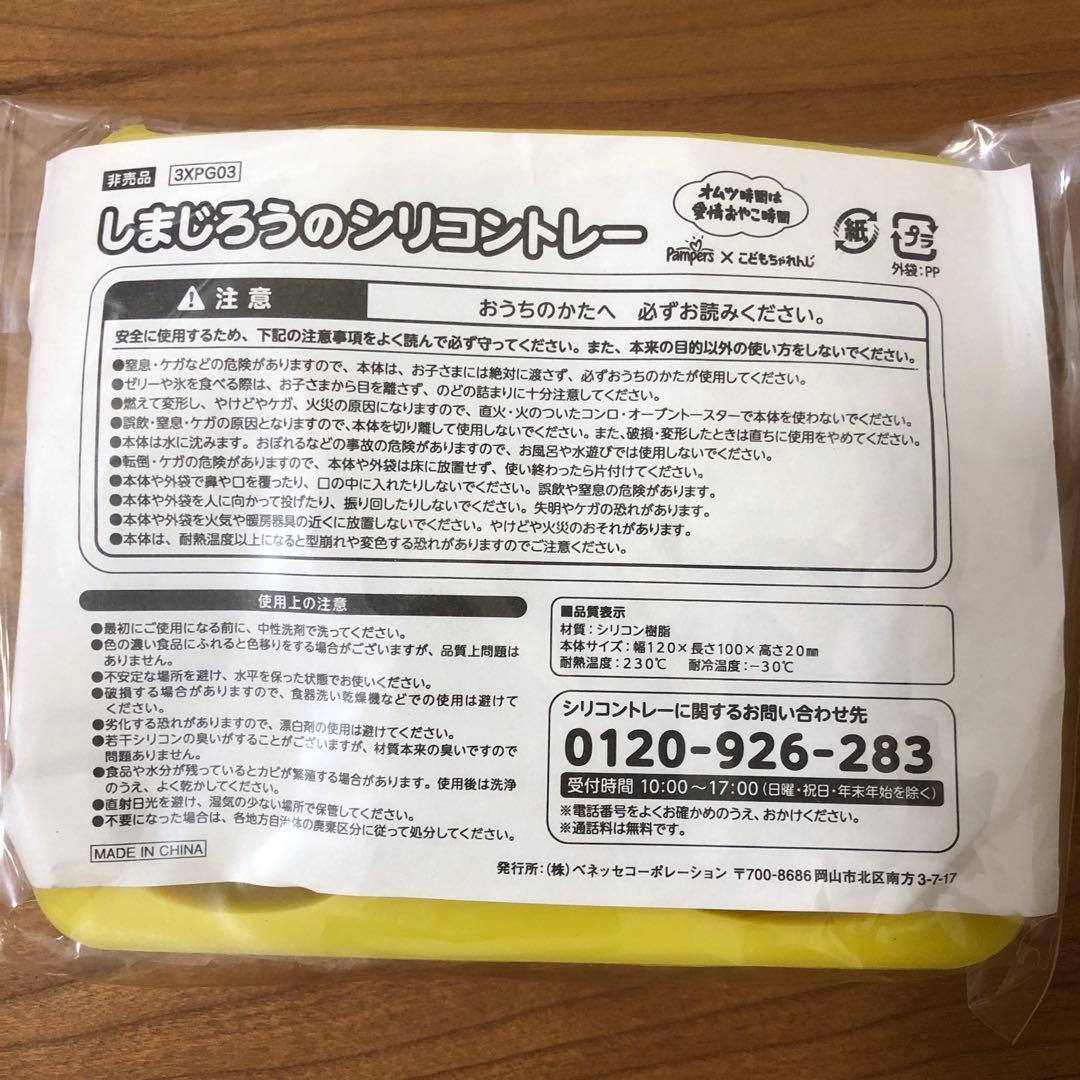 非売品 3XPG03
しまじろうのシリコントレー
オムツ時間は
愛情おやこ時間
Pampers × こどもちゃれんじ
紙
プラ
外袋:PP
注意 おうちのかたへ 必ずお読みください。
安全に使用するため、下記の注意事項をよく読んで必ず守ってください。また、本来の目的以外の使い方をしないでください。
●窒息・ケガなどの危険がありますので、本体は、お子さまには絶対に渡さず、必ずおうちのかたが使用してください。
●ゼリーや氷を食べる際は、お子さまから目を離さず、のどの詰まりに十分注意してください。
●燃えて変形し、やけどやケガ、火災の原因になりますので、直火・火のついたコンロ・オーブントースターで本体を使わないでください。
●誤飲・窒息・ケガの原因となりますので、本体を切り離して使用しないでください。また、破損・変形したときは直ちに使用をやめてください。
●本体は水に沈みます。おぼれるなどの事故の危険がありますので、お風呂や水遊びでは使用しないでください。
●転倒・ケガの危険がありますので、本体や外袋は床に放置せず、使い終わったら片付けてください。
●本体や外袋で鼻や口を覆ったり、口の中に入れたりしないでください。誤飲や窒息の危険があります。
●本体や外袋を人に向かって投げたり、振り回したりしないでください。失明やケガの恐れがあります。
●本体や外袋を火気や暖房器具の近くに放置しないでください。やけどや火災のおそれがあります。
●本体は、耐熱温度以上になると型崩れや変色する恐れがありますのでご注意ください。
使用上の注意
●最初にご使用になる前に、中性洗剤で洗ってください。
●色の濃い食品にふれると色移りをする場合がございますが、品質上問題は
ありません。
●不安定な場所を避け、水平を保った状態でお使いください。
●破損する場合がありますので、食器洗い乾燥機などでの使用は避けて
ください。
●劣化する恐れがありますので、漂白剤の使用は避けてください。
●若干シリコンの臭いがすることがございますが、材質本来の臭いですので
問題ありません。
●食品や水分が残っているとカビが繁殖する場合があります。使用後は洗浄
のうえ、よく乾かしてください。
●直射日光を避け、湿気の少ない場所で保管してください。
●不要になった場合は、各地方自治体の廃棄区分に従って処分してください。
MADE IN CHINA
■品質表示
材質:シリコン樹脂
本体サイズ:幅120×長さ100×高さ20mm
耐熱温度:230℃ 耐冷温度:-30℃
シリコントレーに関するお問い合わせ先
0120-926-283
受付時間 10:00～17:00(日曜・祝日・年末年始を除く)
※電話番号をよくお確かめのうえ、おかけください。
※通話料は無料です。
発行所:(株)ベネッセコーポレーション 〒700-8686 岡山市北区南方3-7-17